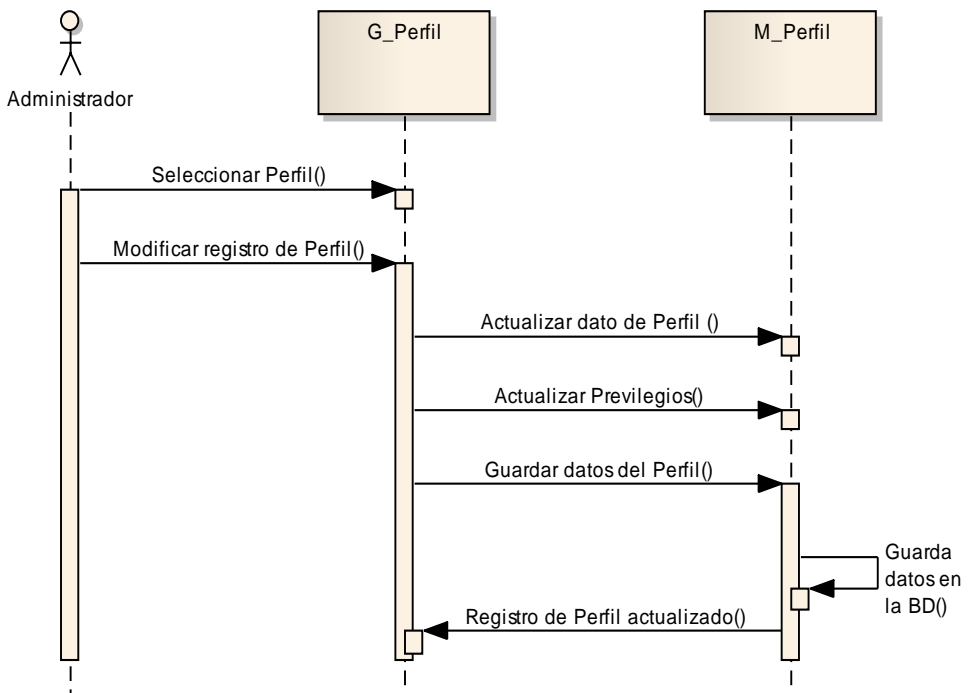 Administrador
G_Perfil
M_Perfil
Seleccionar Perfil()
Modificar registro de Perfil()
Actualizar dato de Perfil ()
Actualizar Previlegios()
Guardar datos del Perfil()
Guarda
datos en
la BD()
Registro de Perfil actualizado()